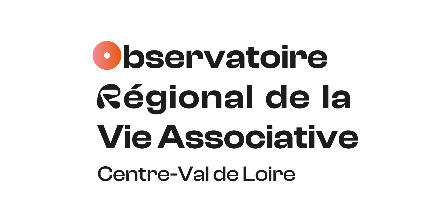 Observatoire
Régional de la
Vie Associative
Centre-Val de Loire